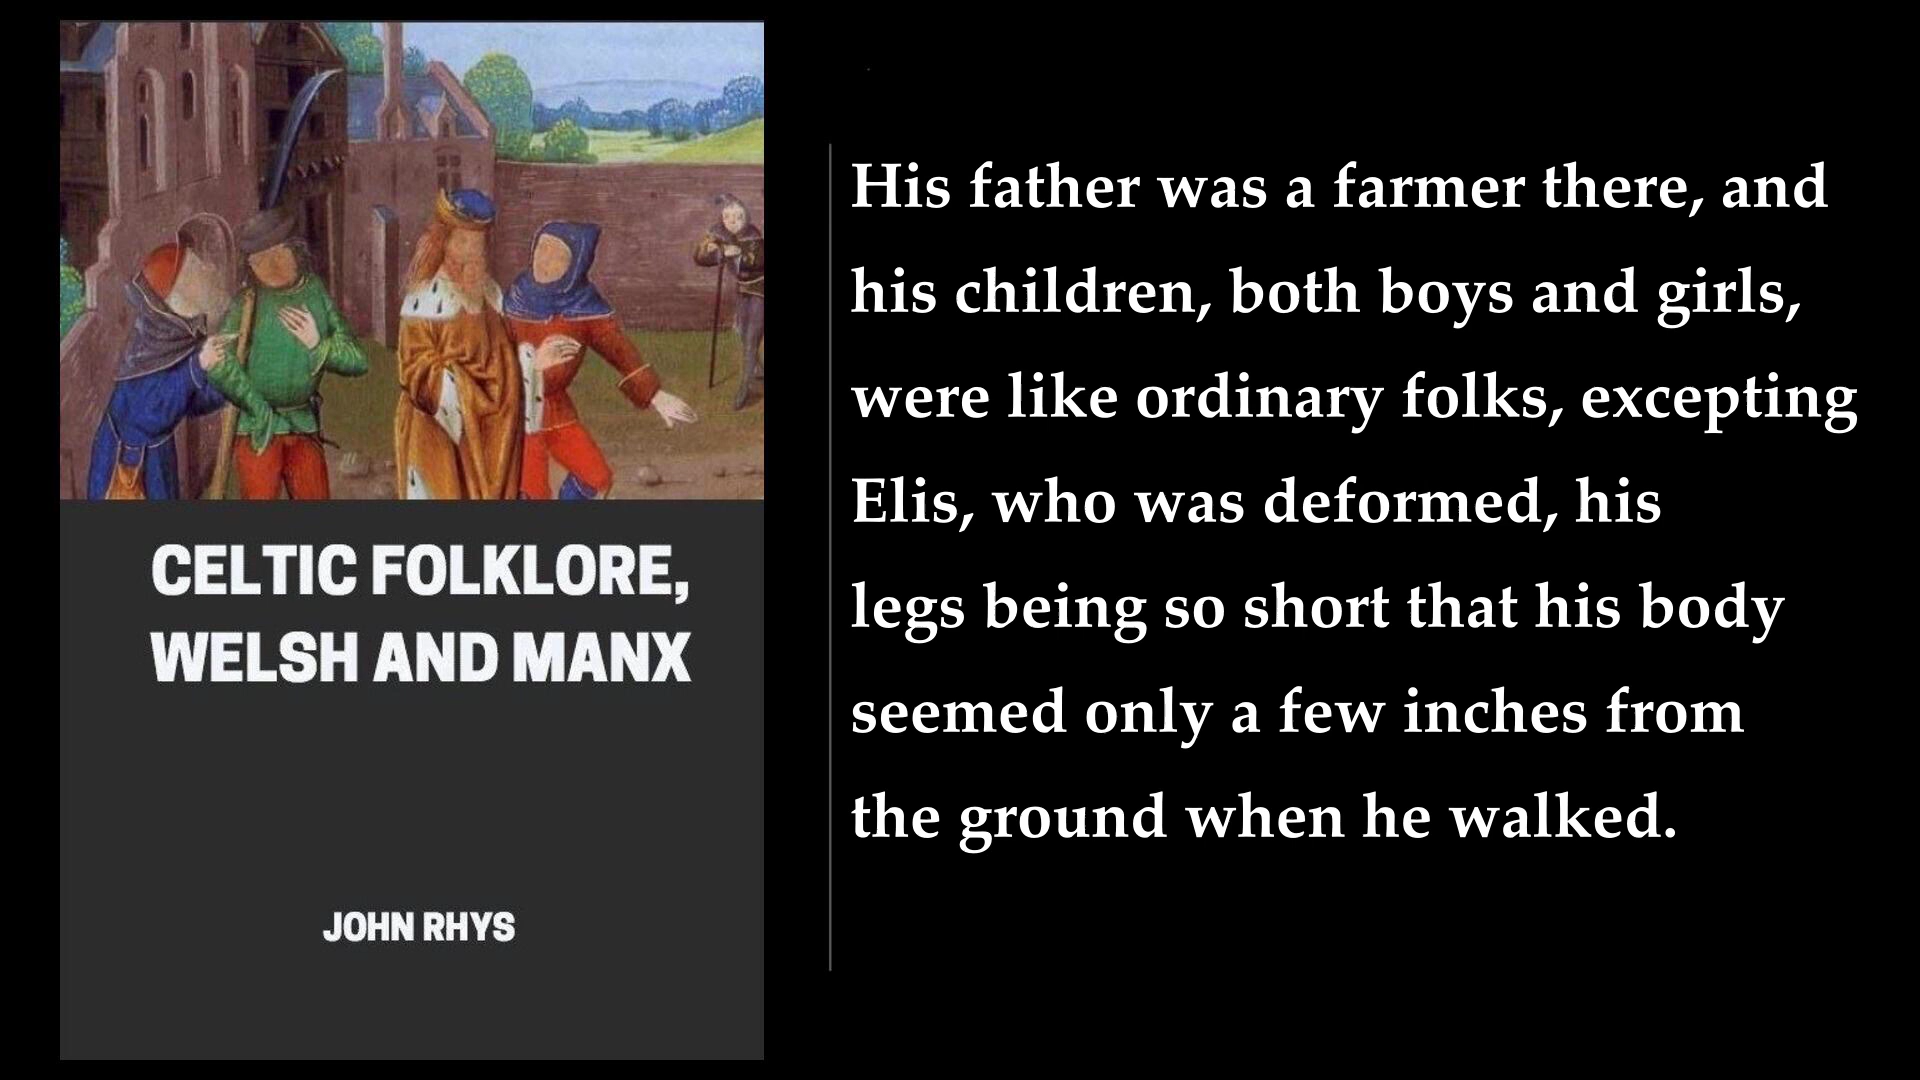 CELTIC FOLKLORE,
WELSH AND MANX
JOHN RHYS
His father was a farmer there, and
his children, both boys and girls,
were like ordinary folks, excepting
Elis, who was deformed, his
legs being so short that his body
seemed only a few inches from
the ground when he walked.